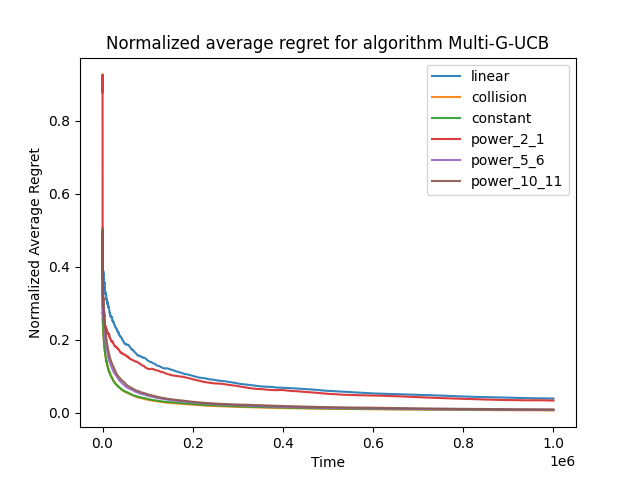 Normalized average regret for algorithm Multi-G-UCB
linear
collision
constant
power_2_1
power_5_6
power_10_11
Normalized Average Regret
0.8
0.6
0.4
0.2
0.0
0.0 0.2 0.4 0.6 0.8 1.0
1e6
Time